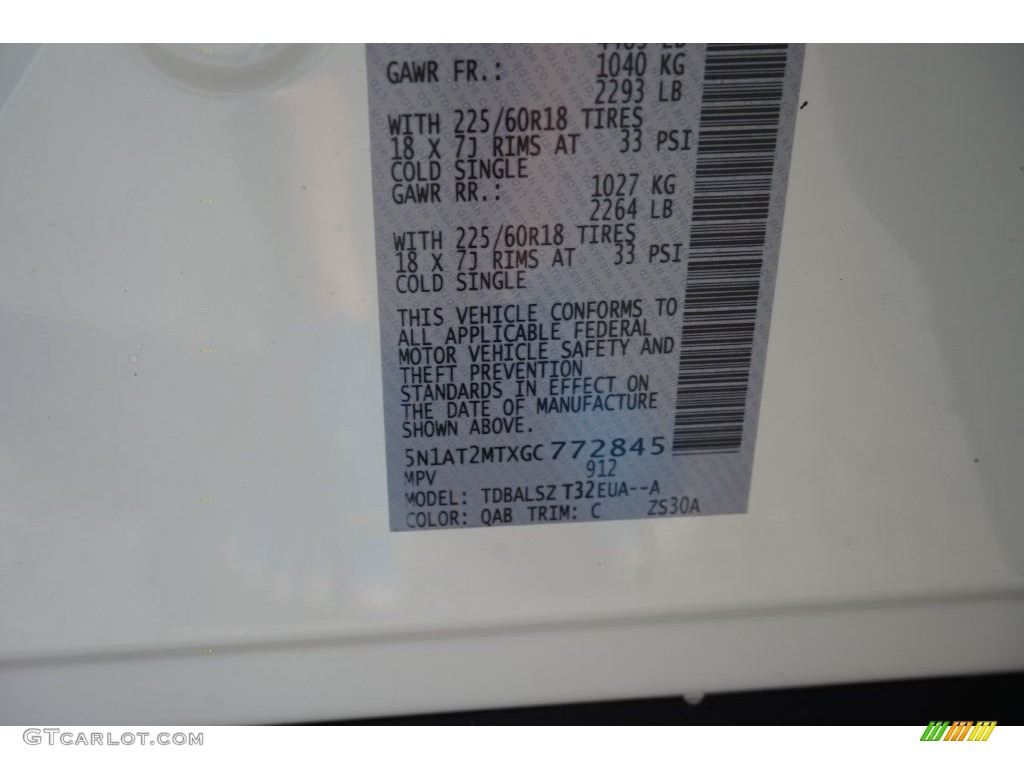 GAWR FR.: 1040 KG
2293 LB
WITH 225/60R18 TIRES
18 X 7J RIMS AT 33 PSI
COLD SINGLE
GAWR RR.: 1027 KG
2264 LB
WITH 225/60R18 TIRES
18 X 7J RIMS AT 33 PSI
COLD SINGLE
THIS VEHICLE CONFORMS TO
ALL APPLICABLE FEDERAL
MOTOR VEHICLE SAFETY AND
THEFT PREVENTION
STANDARDS IN EFFECT ON
THE DATE OF MANUFACTURE
SHOWN ABOVE.
5N1AT2MTXGC772845
MPV 912
MODEL: TDBALSZ T32EUA--A
COLOR: QAB TRIM: C ZS30A
GTCARLOT.COM